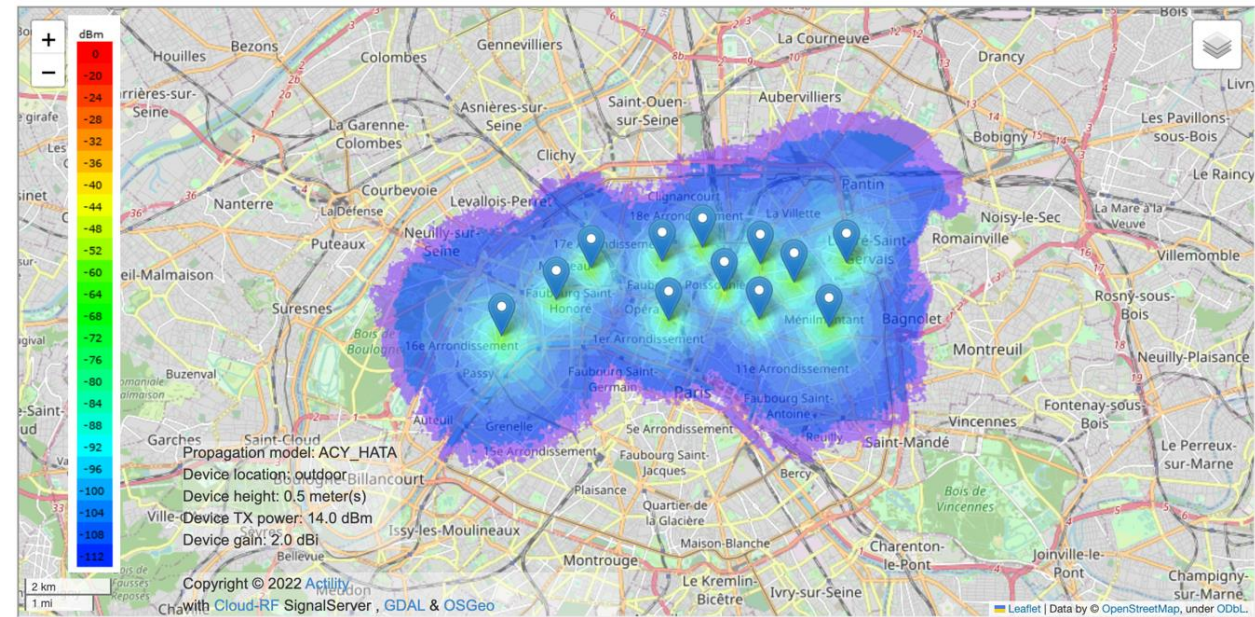 +
−
dBm
0
-20
-24
-28
-32
-36
-40
-44
-48
-52
-60
-64
-68
-72
-76
-80
-84
-88
-92
-96
-100
-104
-108
-112
Bois
Houilles
Bezons
Colombes
Gennevilliers
La Courneuve
Drancy
Asnières-sur-
Seine
Saint-Ouen-
sur-Seine
Aubervilliers
Les Pavillons-
sous-Bois
La Garenne-
Colombes
Bobigny
Clichy
Le Raincy
Courbevoie
Levallois-Perret
Clignancourt
Pantin
Nanterre
La Défense
18e Arrondissement
La Villette
Noisy-le-Sec
La Mare à la
Veuve
Puteaux
Neuilly-sur-
Seine
17e Arrondissement
Romainville
Villemomble
Suresnes
Faubourg Saint-
Honoré
Opéra
Ménilmontant
Bagnolet
Rosny-sous-
Bois
16e Arrondissement
1er Arrondissement
Montreuil
Neuilly-Plaisance
Buzenval
Passy
Faubourg Saint-
Germain
11e Arrondissement
Paris
Faubourg Saint-
Antoine
Fontenay-sous-
Bois
Auteuil
Grenelle
5e Arrondissement
Reuilly
Vincennes
Garches
Saint-Cloud
15e Arrondissement
Saint-Mandé
Le Perreux-
sur-Marne
Faubourg Saint-
Jacques
Bercy
Boulogne-Billancourt
Plaisance
Bois de
Vincennes
Quartier de
la Glacière
Issy-les-Moulineaux
Maison-Blanche
Charenton-
le-Pont
Joinville-le-
Pont
Bellevue
Montrouge
Le Kremlin-
Bicêtre
Ivry-sur-Seine
Champigny-
sur-Marne
Meudon
Propagation model: ACY_HATA
Device location: outdoor
Device height: 0.5 meter(s)
Device TX power: 14.0 dBm
Device gain: 2.0 dBi
Copyright © 2022 Actility
with Cloud-RF SignalServer , GDAL & OSGeo
2 km
1 mi
Leaflet | Data by © OpenStreetMap, under ODbL.